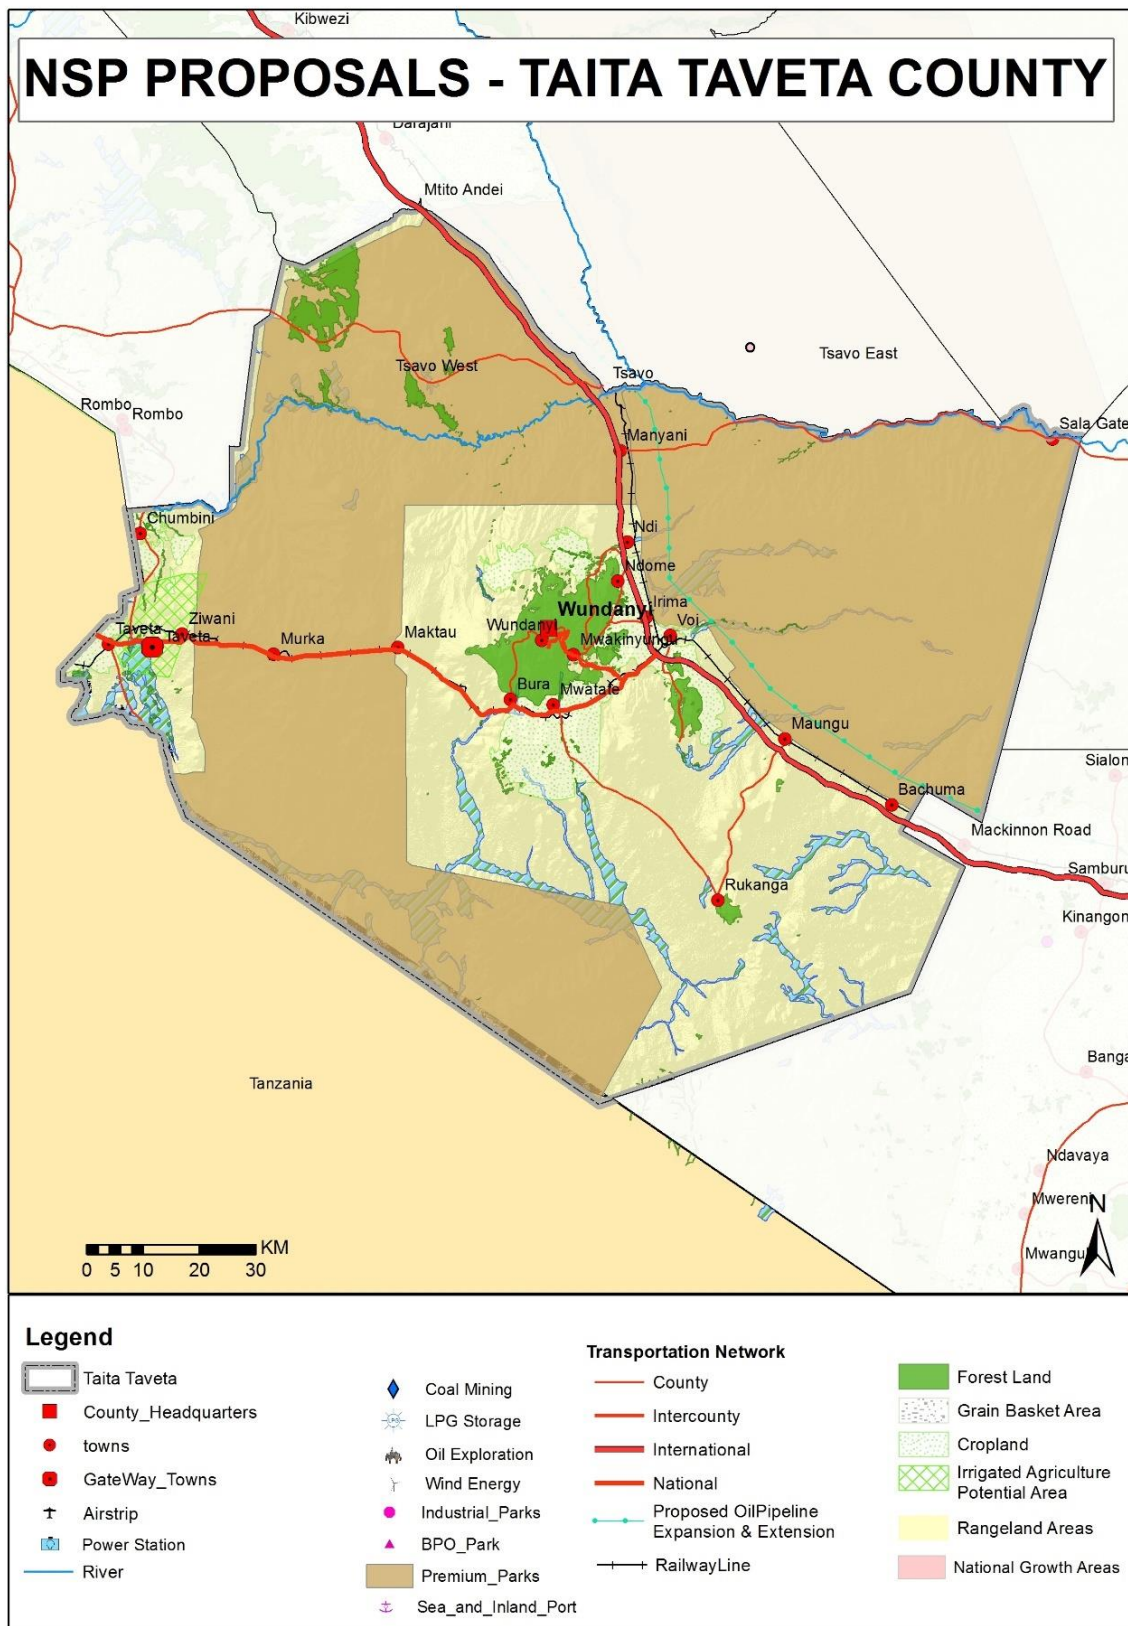 Kibwezi
NSP PROPOSALS - TAITA TAVETA COUNTY
Darajani
Mtito Andei
Tsavo East
Tsavo West
Tsavo
Rombo
Rombo
Sala Gate
Manyani
Chumbini
Ndi
Ndome
Wundanyi
Irima
Ziwani
Taveta
Taveta
Murka
Maktau
Wundanyi
Mwakinyungu
Voi
Bura
Mwatate
Maungu
Sialon
Bachuma
Mackinnon Road
Samburu
Rukanga
Kinangon
Banga
Tanzania
Ndavaya
Mwereni
N
Mwangul
KM
0 5 10 20 30
Legend
Taita Taveta
County_Headquarters
towns
GateWay_Towns
Airstrip
Power Station
River
Coal Mining
LPG Storage
Oil Exploration
Wind Energy
Industrial_Parks
BPO_Park
Premium_Parks
Sea_and_Inland_Port
Transportation Network
County
Intercounty
International
National
Proposed OilPipeline
Expansion & Extension
RailwayLine
Forest Land
Grain Basket Area
Cropland
Irrigated Agriculture
Potential Area
Rangeland Areas
National Growth Areas